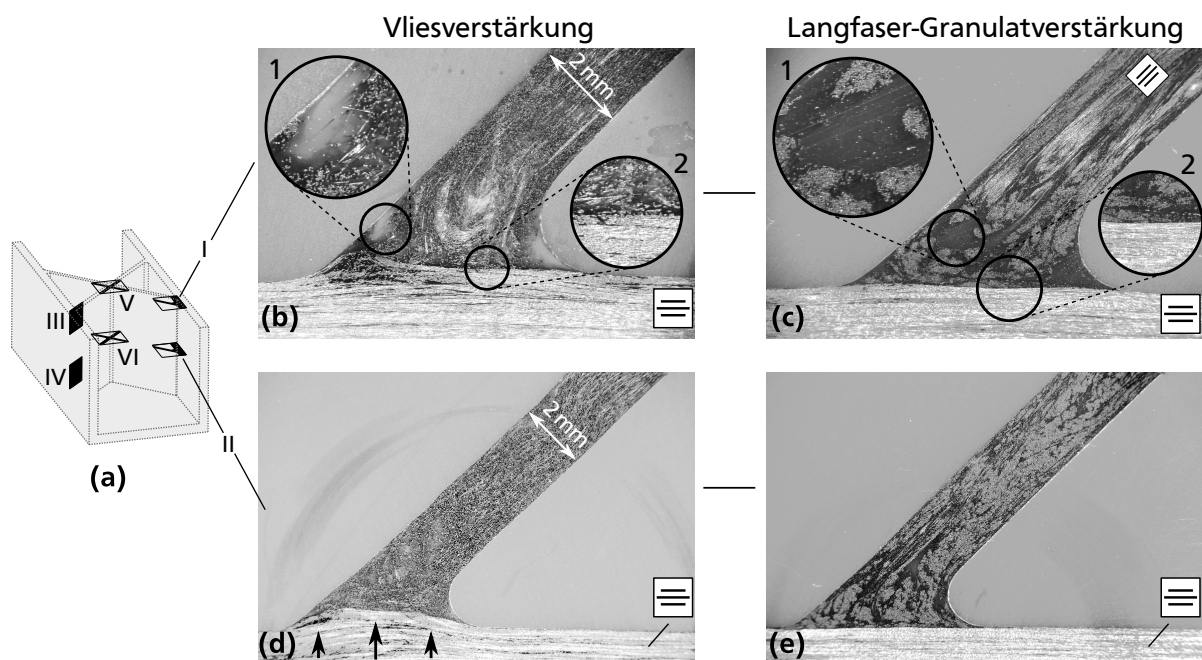 Vliesverstärkung
Langfaser-Granulatverstärkung
1
2 mm
2
(b)
1
2
(c)
I
V
III
VI
IV
II
(a)
2 mm
(d)
(e)